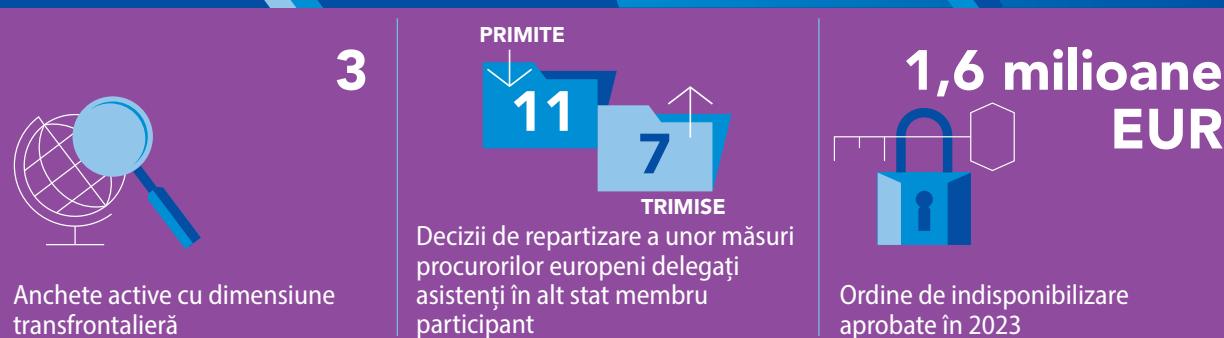 3
Anchete active cu dimensiune
transfrontalieră
PRIMITE
11
7
TRIMISE
Decizii de repartizare a unor măsuri
procurorilor europeni delegați
asistenți în alt stat membru
participant
1,6 milioane
EUR
Ordine de indisponibilizare
aprobate în 2023